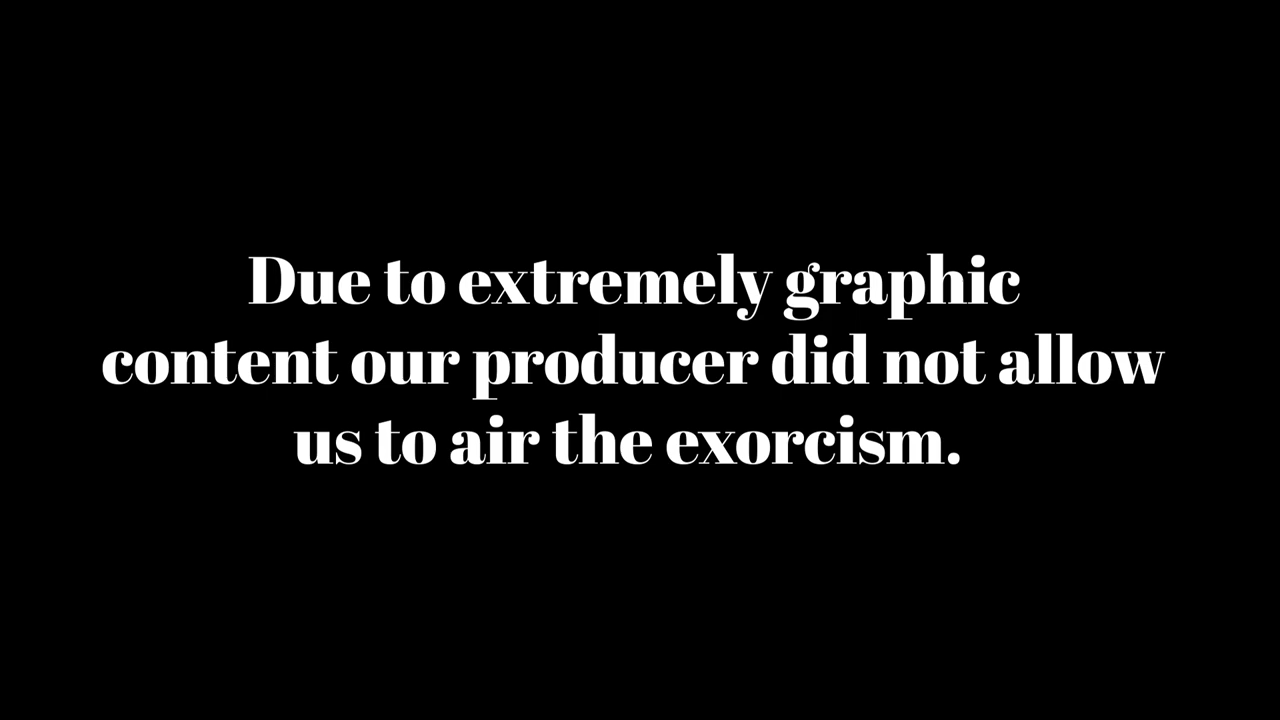 Due to extremely graphic
content our producer did not allow
us to air the exorcism.